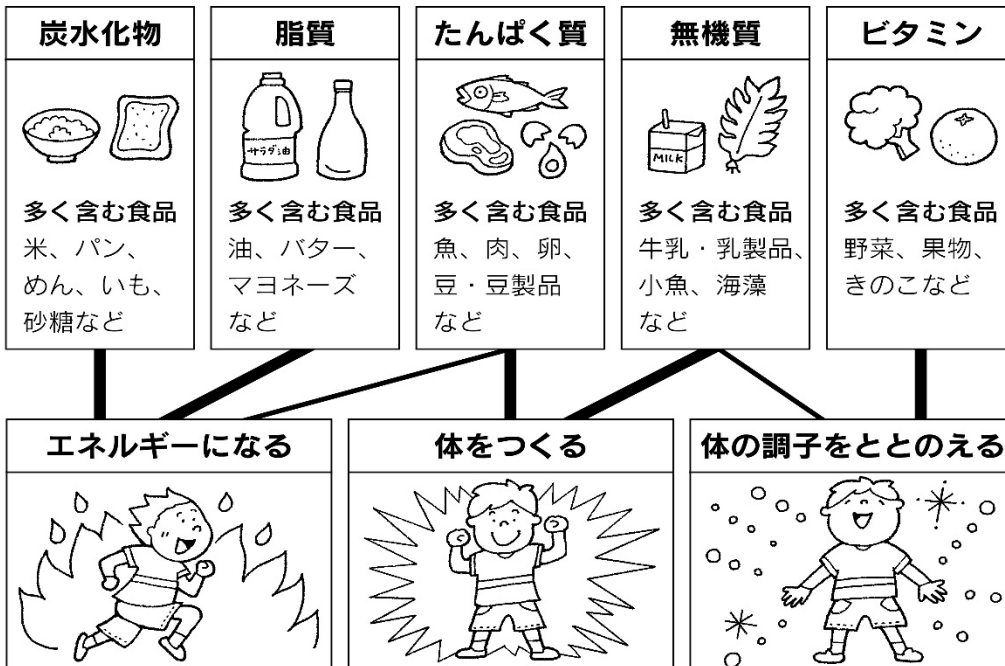 炭水化物
サラダ油
多く含む食品
米、パン、
めん、いも、
砂糖など
脂質
多く含む食品
油、バター、
マヨネーズ
など
たんぱく質
多く含む食品
魚、肉、卵、
豆・豆製品
など
無機質
MILK
多く含む食品
牛乳・乳製品、
小魚、海藻
など
ビタミン
多く含む食品
野菜、果物、
きのこなど
エネルギーになる
体をつくる
体の調子をととのえる